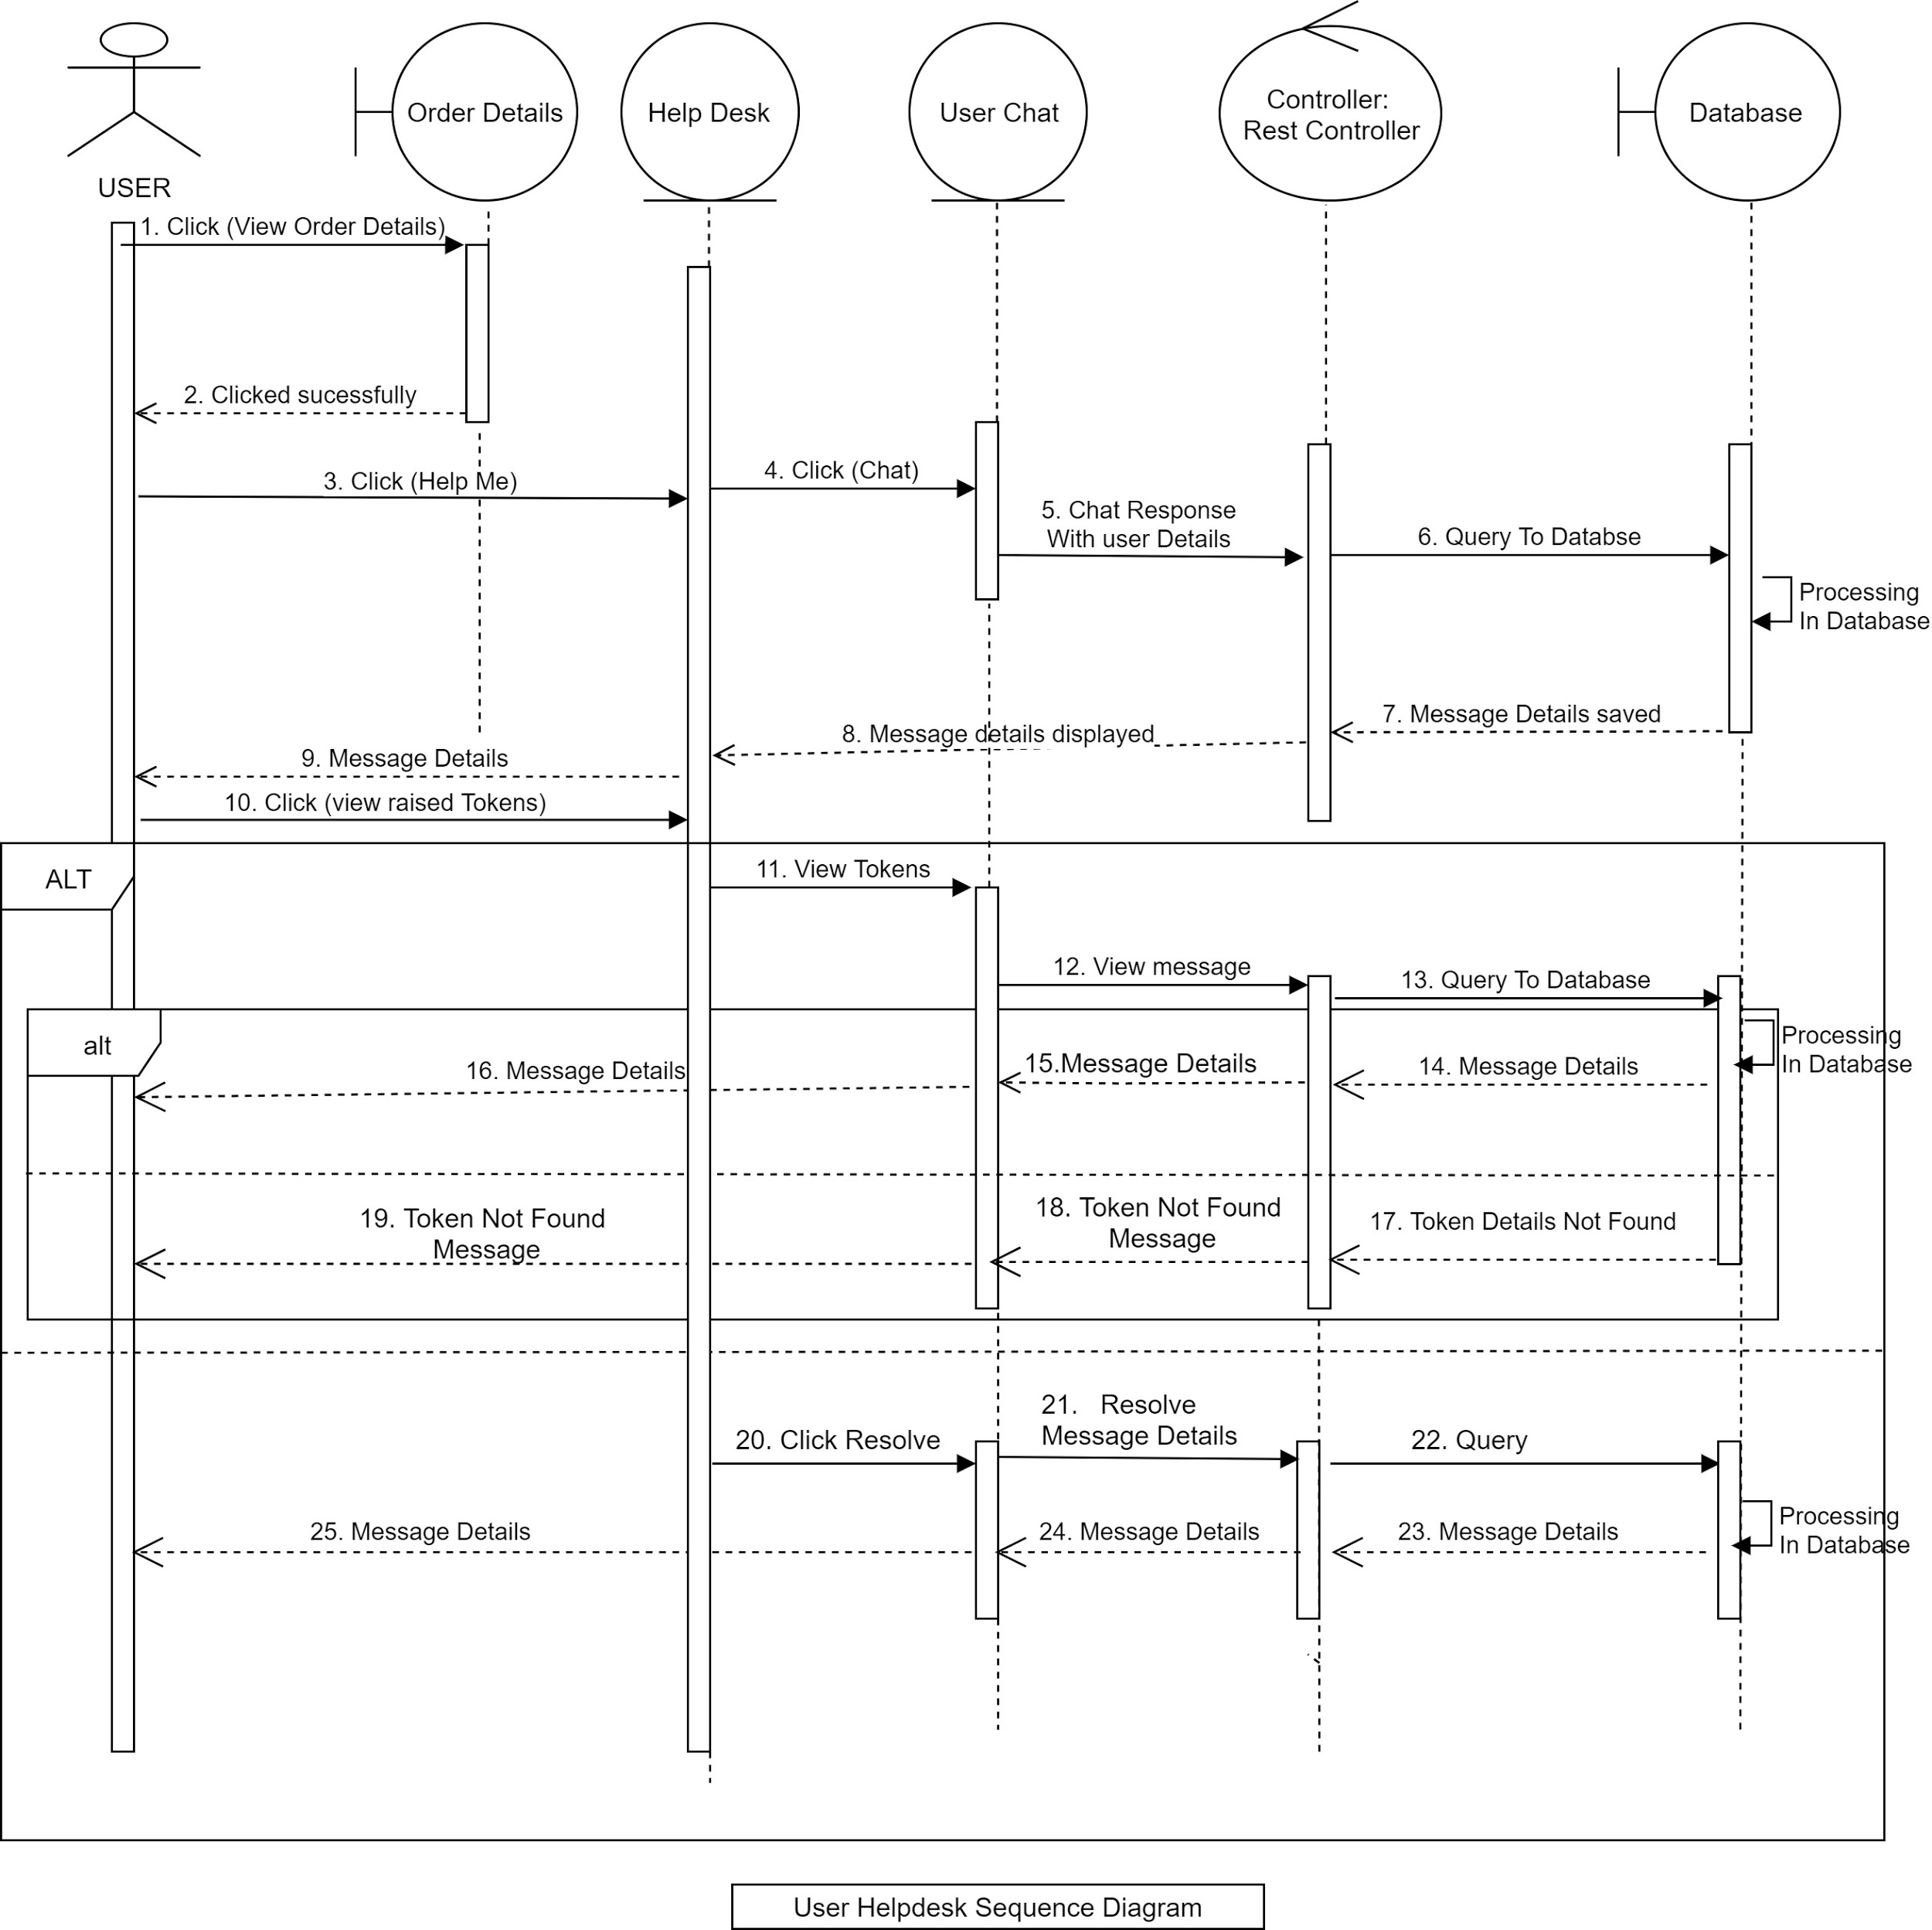 Order Details
Help Desk
User Chat
Controller:
Rest Controller
Database
USER
1. Click (View Order Details)
2. Clicked sucessfully
3. Click (Help Me)
4. Click (Chat)
5. Chat Response
With user Details
6. Query To Databse
Processing
In Database
7. Message Details saved
8. Message details displayed
9. Message Details
10. Click (view raised Tokens)
ALT
11. View Tokens
12. View message
13. Query To Database
alt
Processing
In Database
14. Message Details
15.Message Details
16. Message Details
17. Token Details Not Found
18. Token Not Found
Message
19. Token Not Found
Message
20. Click Resolve
21. Resolve
Message Details
22. Query
Processing
In Database
23. Message Details
24. Message Details
25. Message Details
User Helpdesk Sequence Diagram